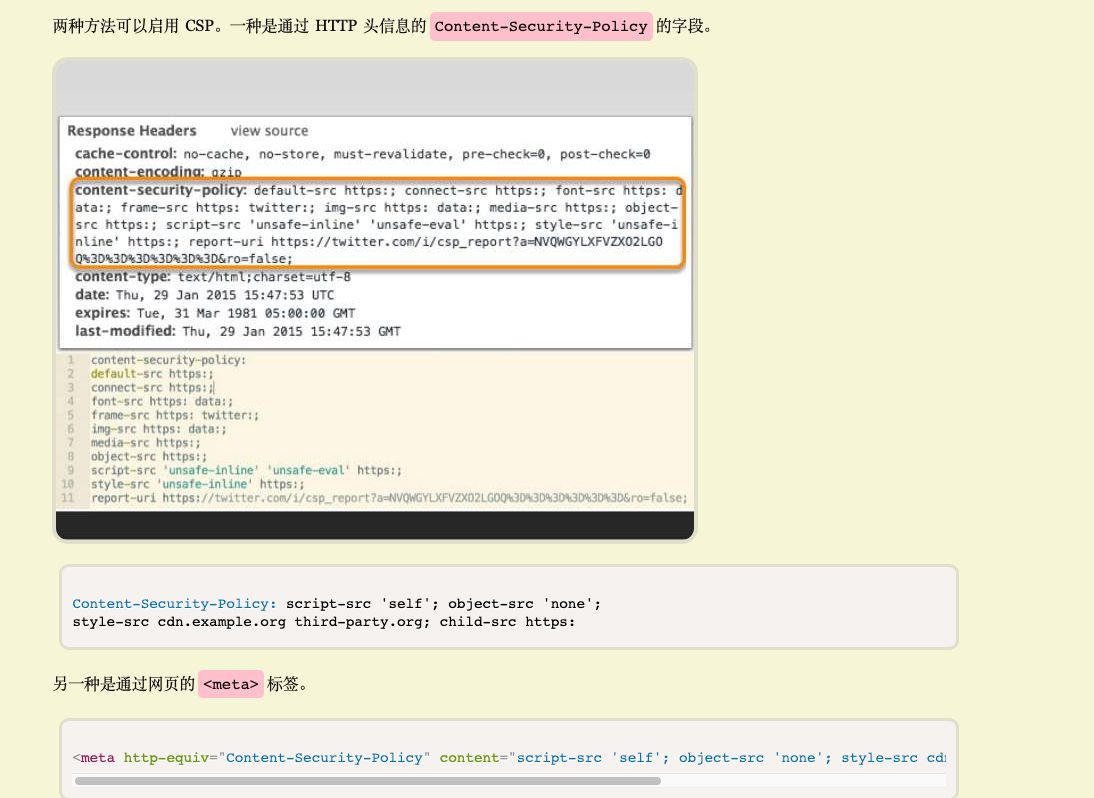 两种方法可以启用 CSP。一种是通过 HTTP 头信息的 Content-Security-Policy 的字段。
Response Headers view source
cache-control: no-cache, no-store, must-revalidate, pre-check=0, post-check=0
content-encoding: gzip
content-security-policy: default-src https:; connect-src https:; font-src https: d
ata:; frame-src https: twitter:; img-src https: data:; media-src https:; object-
src https:; script-src 'unsafe-inline' 'unsafe-eval' https:; style-src 'unsafe-i
nline' https:; report-uri https://twitter.com/i/csp_report?a=NVQWGYLXFVZXO2LGO
Q%3D%3D%3D%3D%3D%3D&ro=false;
content-type: text/html;charset=utf-8
date: Thu, 29 Jan 2015 15:47:53 UTC
expires: Tue, 31 Mar 1981 05:00:00 GMT
last-modified: Thu, 29 Jan 2015 15:47:53 GMT
1 content-security-policy:
2 default-src https:;
3 connect-src https:;
4 font-src https: data:;
5 frame-src https: twitter:;
6 img-src https: data:;
7 media-src https:;
8 object-src https:;
9 script-src 'unsafe-inline' 'unsafe-eval' https:;
10 style-src 'unsafe-inline' https:;
11 report-uri https://twitter.com/i/csp_report?a=NVQWGYLXFVZXO2LGOQ%3D%3D%3D%3D%3D%3D&ro=false;
Content-Security-Policy: script-src 'self'; object-src 'none';
style-src cdn.example.org third-party.org; child-src https:
另一种是通过网页的 <meta> 标签。
<meta http-equiv="Content-Security-Policy" content="script-src 'self'; object-src 'none'; style-src cd